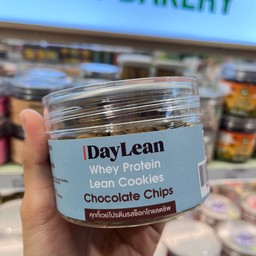 BAKERY
DayLean
Whey Protein
Lean Cookies
Chocolate Chips
คุกกี้เวย์โปรตีนรสช็อกโกแลตชิพ